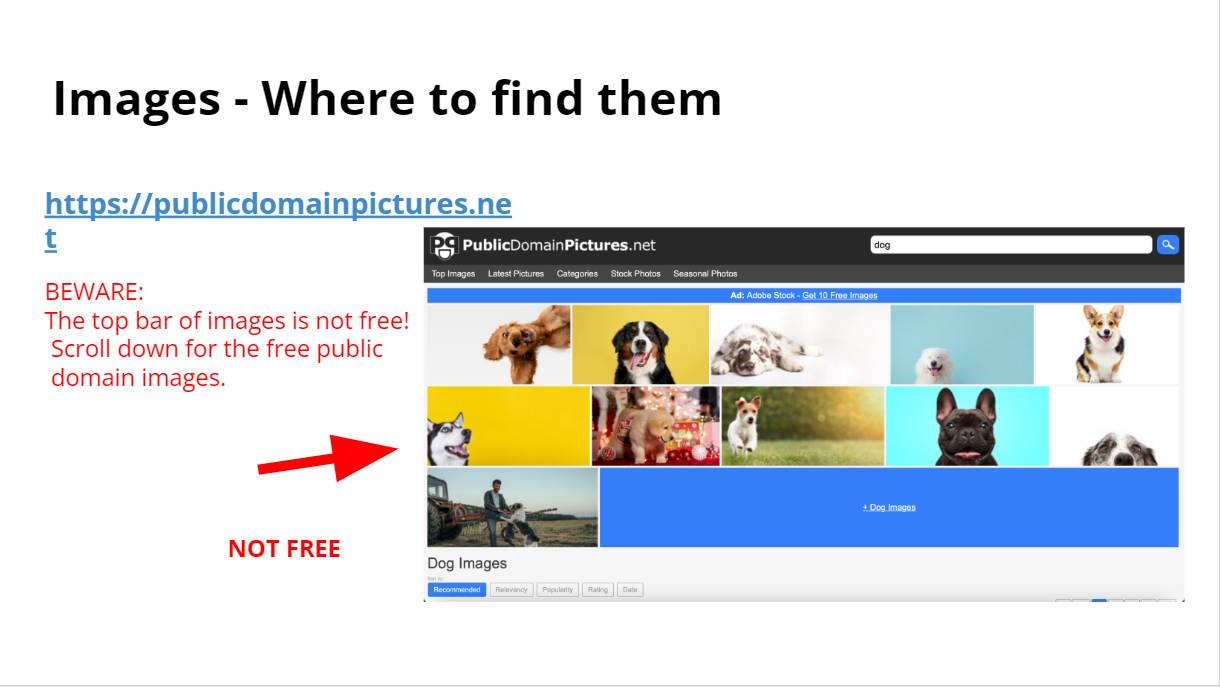 Images - Where to find them
https://publicdomainpictures.ne
t
BEWARE:
The top bar of images is not free!
Scroll down for the free public
domain images.
NOT FREE
PublicDomainPictures.net
dog
Top Images Latest Pictures Categories Stock Photos Seasonal Photos
Ad: Adobe Stock - Get 10 Free Images
+ Dog Images
Dog Images
Sort by:
Recommended Relevancy Popularity Rating Date